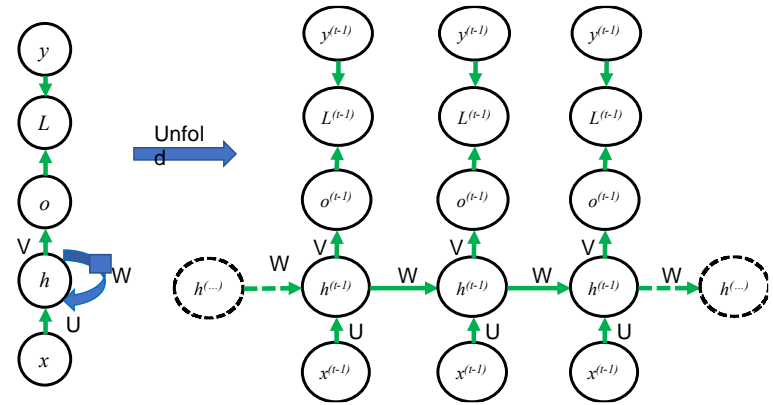 y
L
o
V
h
W
U
x
Unfol
d
y(t-1) y(t-1) y(t-1)
L(t-1) L(t-1) L(t-1)
o(t-1) o(t-1) o(t-1)
V V V
W W W W
h(...) h(t-1) h(t-1) h(t-1) h(...)
U U U
x(t-1) x(t-1) x(t-1)